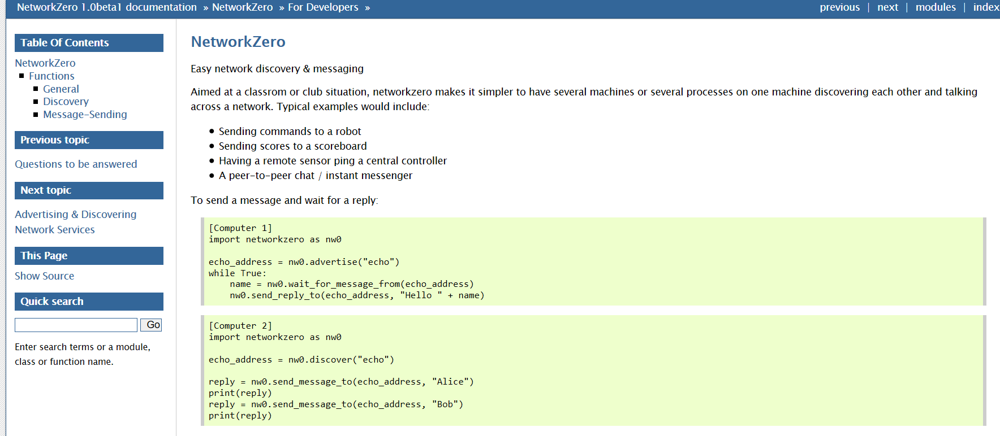 NetworkZero 1.0beta1 documentation » NetworkZero » For Developers »
previous | next | modules | index
Table Of Contents
NetworkZero
Functions
General
Discovery
Message-Sending
Previous topic
Questions to be answered
Next topic
Advertising & Discovering
Network Services
This Page
Show Source
Quick search
Go
Enter search terms or a module,
class or function name.
NetworkZero
Easy network discovery & messaging
Aimed at a classrom or club situation, networkzero makes it simpler to have several machines or several processes on one machine discovering each other and talking
across a network. Typical examples would include:
• Sending commands to a robot
• Sending scores to a scoreboard
• Having a remote sensor ping a central controller
• A peer-to-peer chat / instant messenger
To send a message and wait for a reply:
[Computer 1]
import networkzero as nw0
echo_address = nw0.advertise("echo")
while True:
    name = nw0.wait_for_message_from(echo_address)
    nw0.send_reply_to(echo_address, "Hello " + name)
[Computer 2]
import networkzero as nw0
echo_address = nw0.discover("echo")
reply = nw0.send_message_to(echo_address, "Alice")
print(reply)
reply = nw0.send_message_to(echo_address, "Bob")
print(reply)